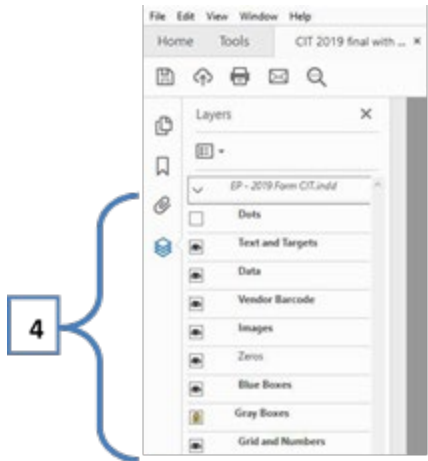 File Edit View Window Help
Home Tools CIT 2019 final with ... ×
Layers
EP - 2019 Form CIT.indd
Dots
Text and Targets
Data
Vendor Barcode
Images
Zeros
Blue Boxes
Gray Boxes
Grid and Numbers
4